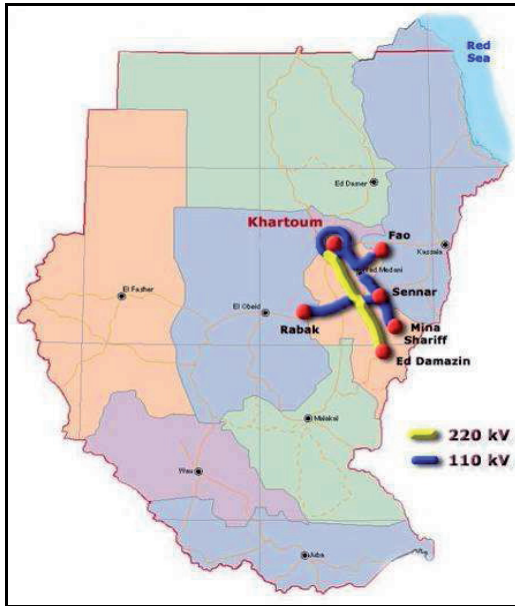 Red
Sea
Ed Damer
Khartoum
Fao
Kassala
Wad Medani
El Fasher
El Obeid
Sennar
Rabak
Mina
Shariff
Ed Damazin
220 kV
110 kV
Malakal
Wau
Juba